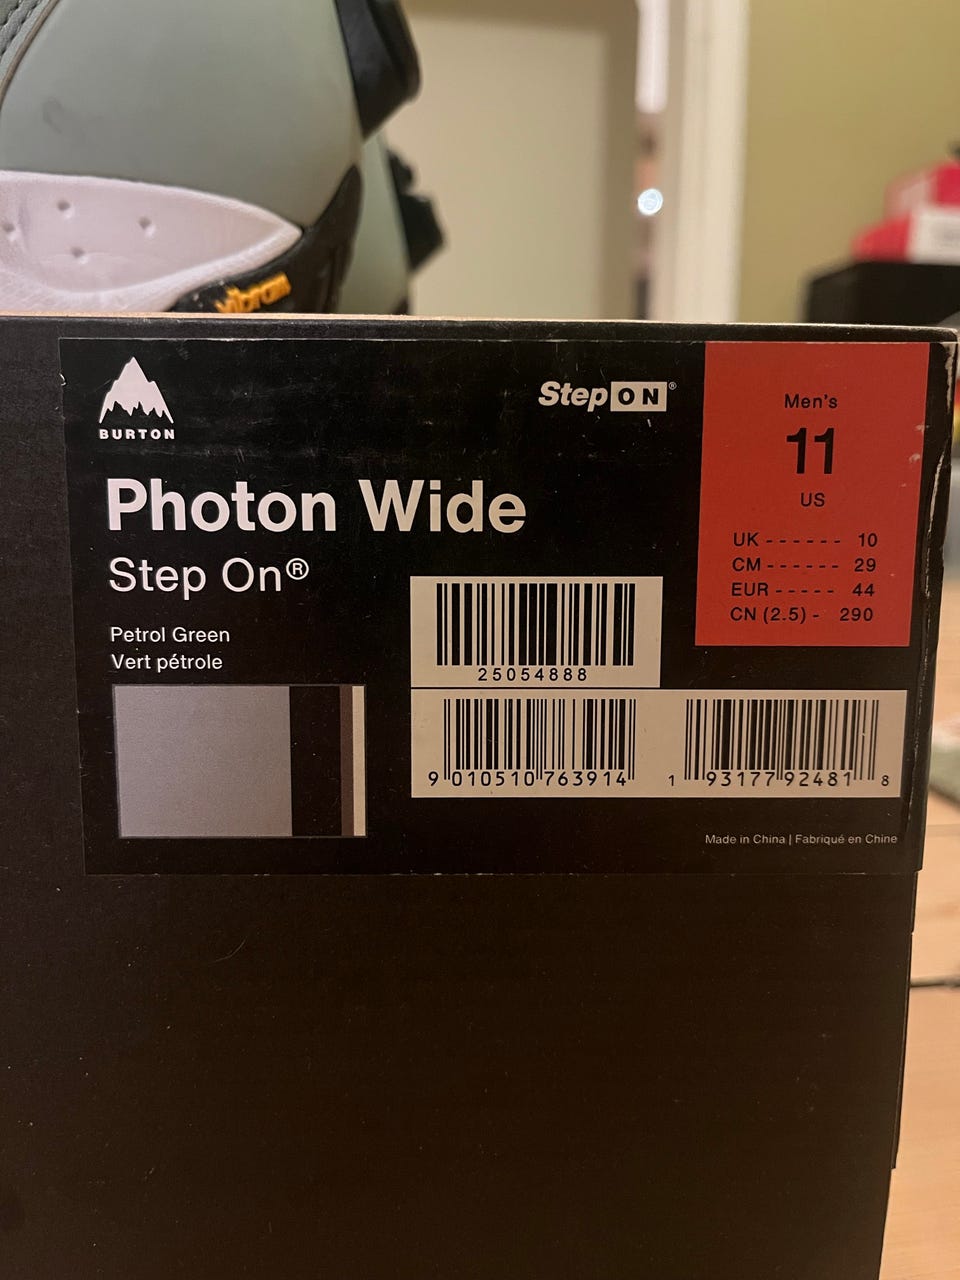 vibram
BURTON
Step ON®
Photon Wide
Step On®
Petrol Green
Vert pétrole
Men's
11
US
UK - - - - - - 10
CM - - - - - - 29
EUR - - - - - 44
CN (2.5) - 290
25054888
9 010510 763914
1 93177 92481 8
Made in China | Fabriqué en Chine